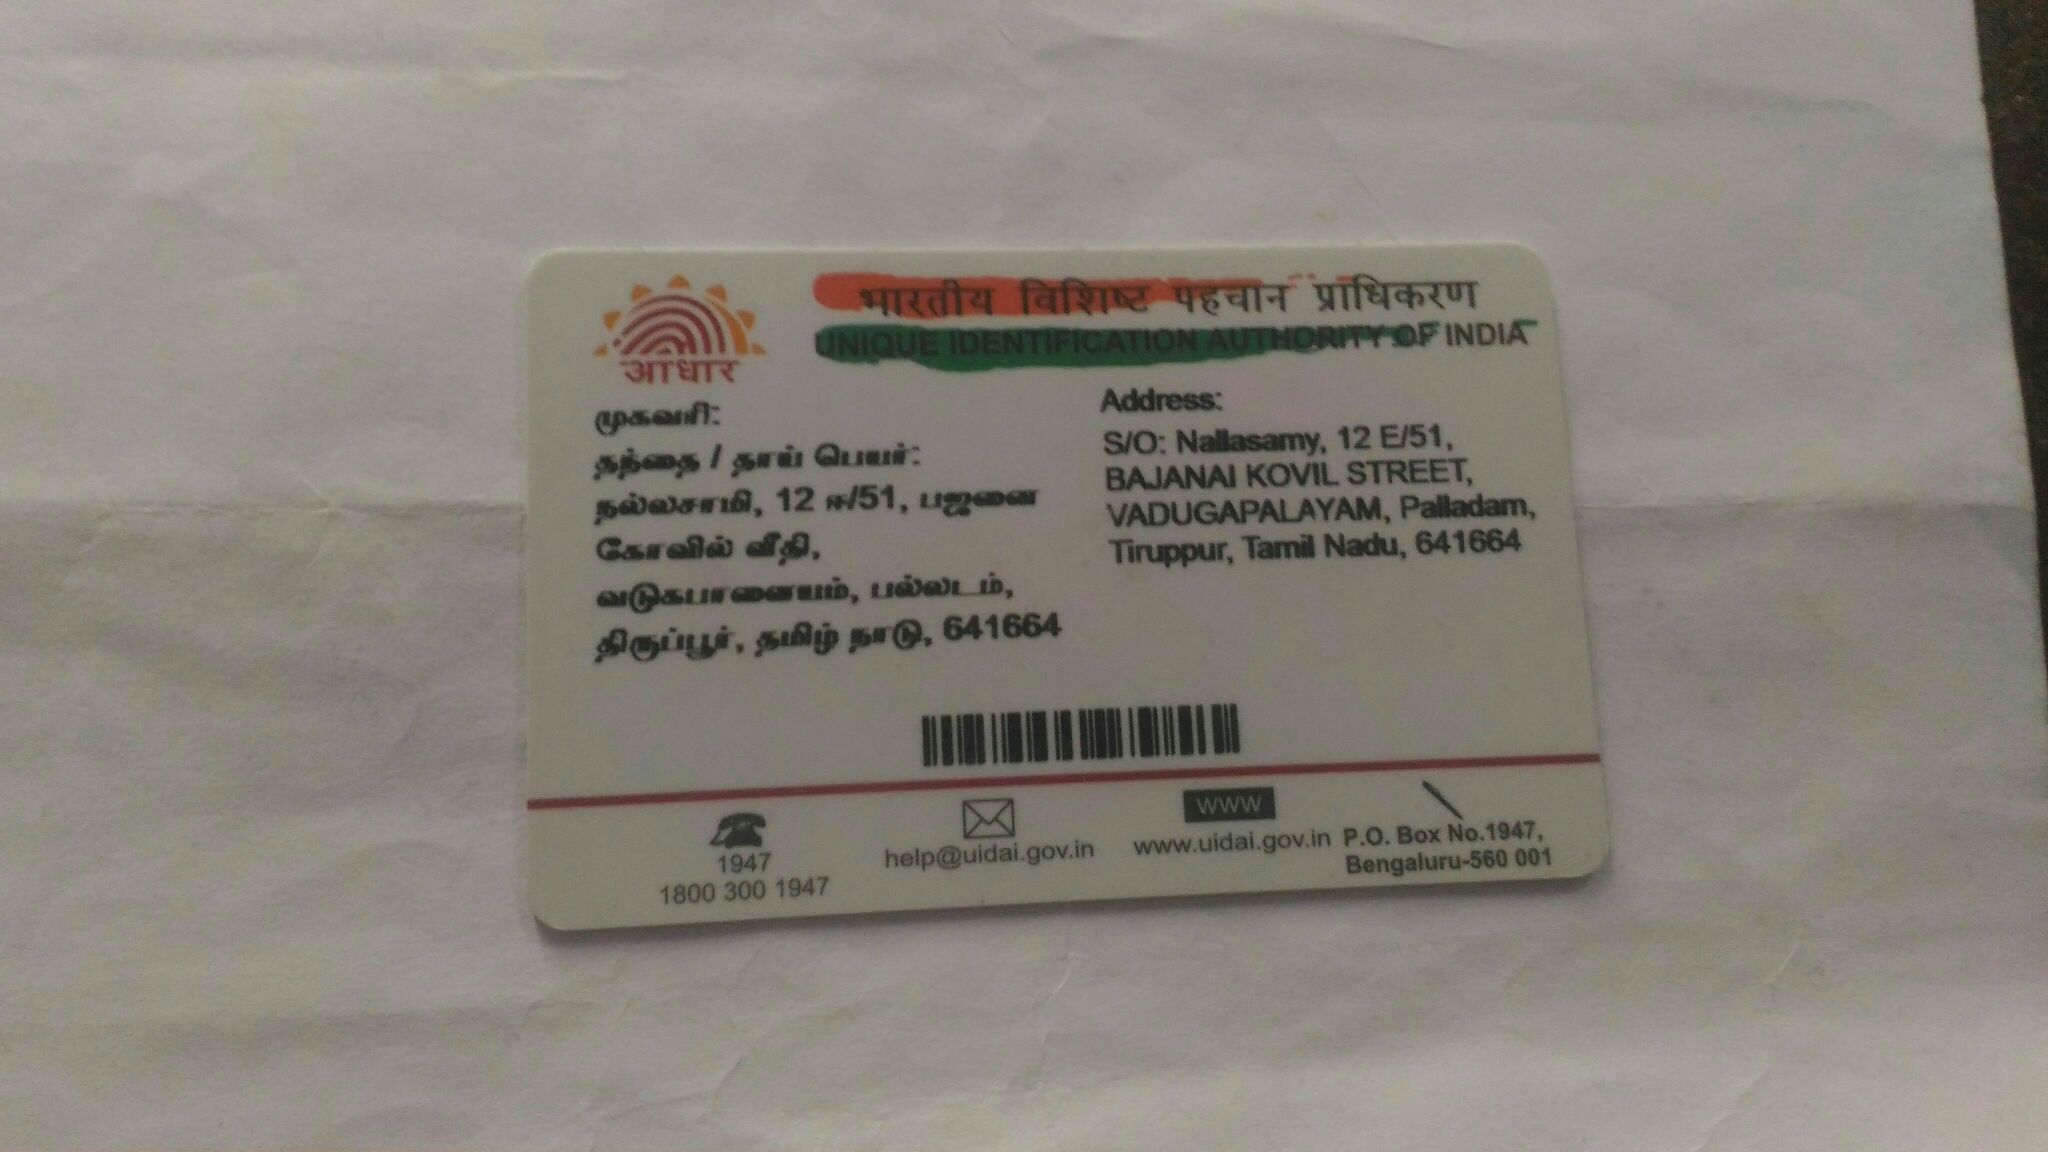 भारतीय विशिष्ट पहचान प्राधिकरण
UNIQUE IDENTIFICATION AUTHORITY OF INDIA
आधार
முகவரி:
தந்தை / தாய் பெயர்:
நல்லசாமி, 12 ஈ/51, பஜனை
கோவில் வீதி,
வடுகபாளையம், பல்லடம்,
திருப்பூர், தமிழ் நாடு, 641664
Address:
S/O: Nallasamy, 12 E/51,
BAJANAI KOVIL STREET,
VADUGAPALAYAM, Palladam,
Tiruppur, Tamil Nadu, 641664
1947
1800 300 1947
help@uidai.gov.in
www
www.uidai.gov.in
P.O. Box No.1947,
Bengaluru-560 001